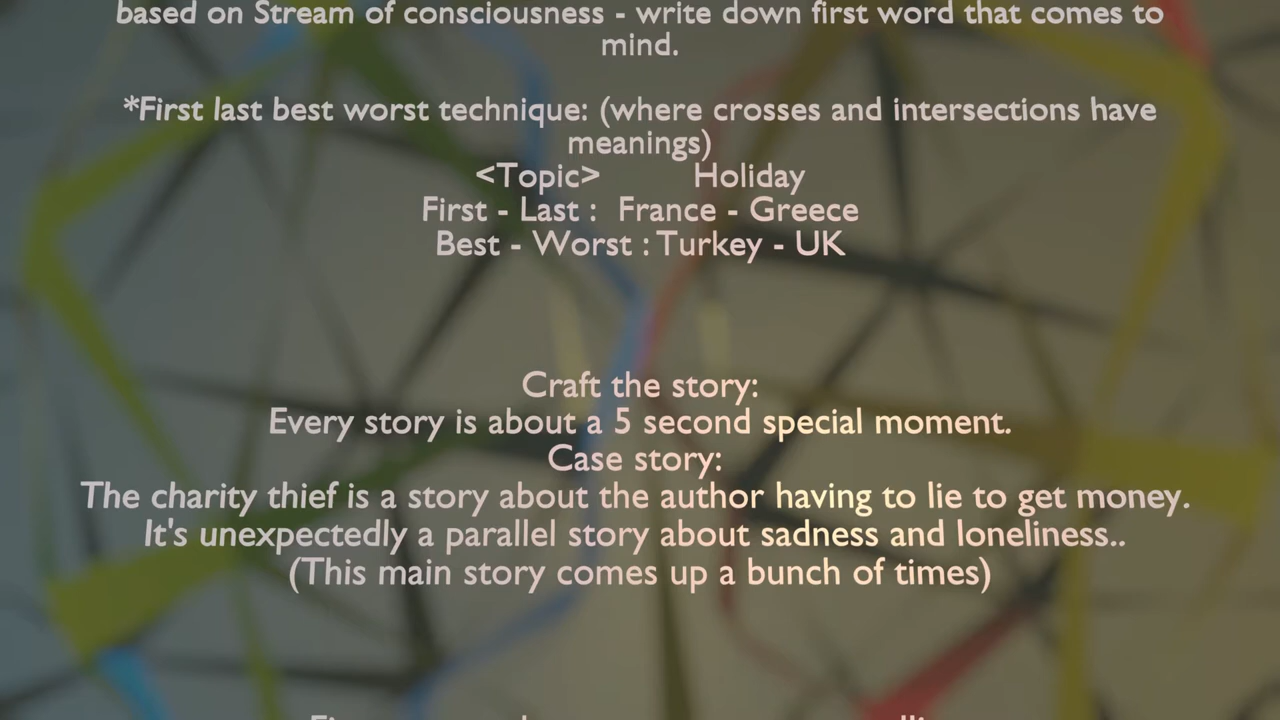 based on Stream of consciousness - write down first word that comes to
mind.
*First last best worst technique: (where crosses and intersections have
meanings)
<Topic> Holiday
First - Last : France - Greece
Best - Worst : Turkey - UK
Craft the story:
Every story is about a 5 second special moment.
Case story:
The charity thief is a story about the author having to lie to get money.
It's unexpectedly a parallel story about sadness and loneliness..
(This main story comes up a bunch of times)